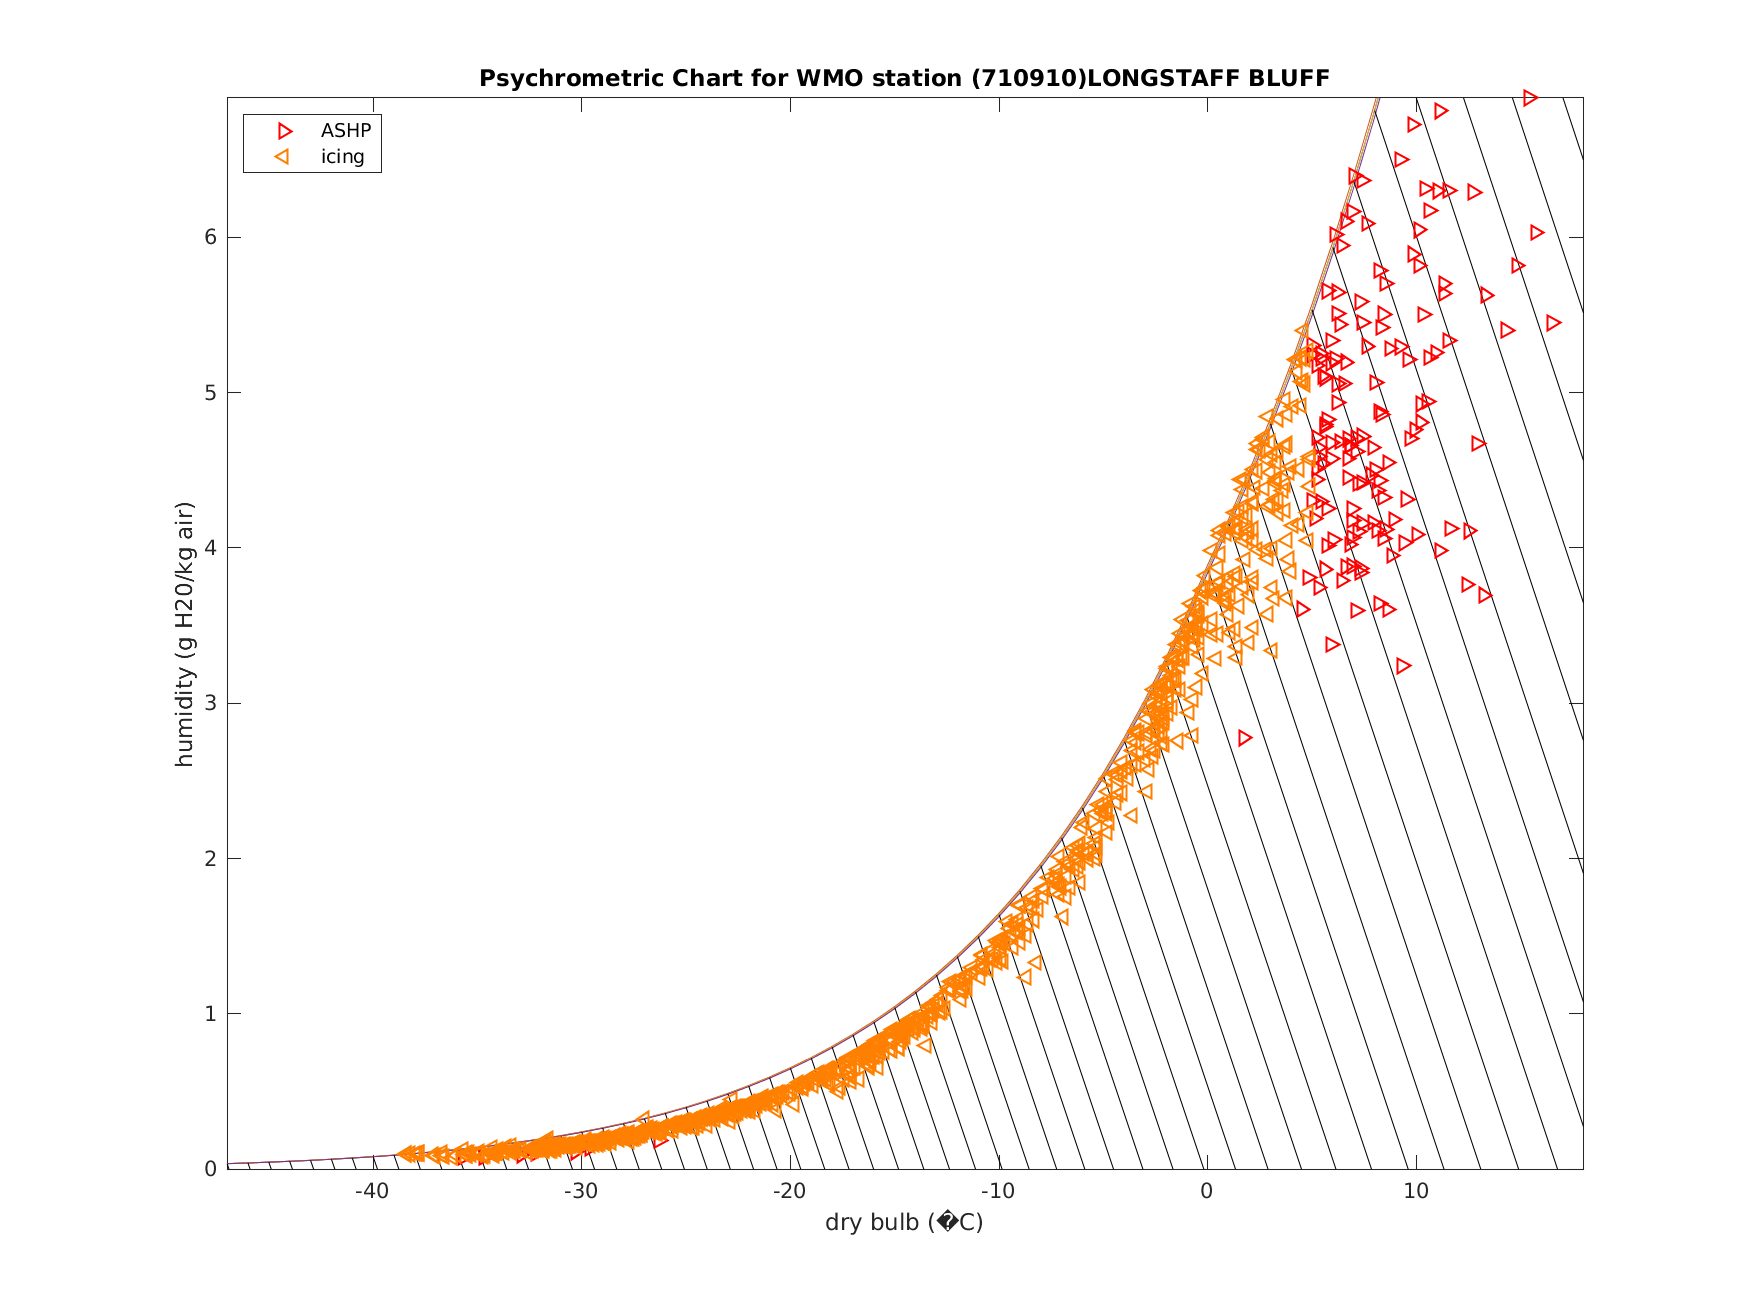 Psychrometric Chart for WMO station (710910)LONGSTAFF BLUFF
ASHP
icing
6
5
4
3
2
1
0
humidity (g H20/kg air)
-40 -30 -20 -10 0 10
dry bulb (�C)